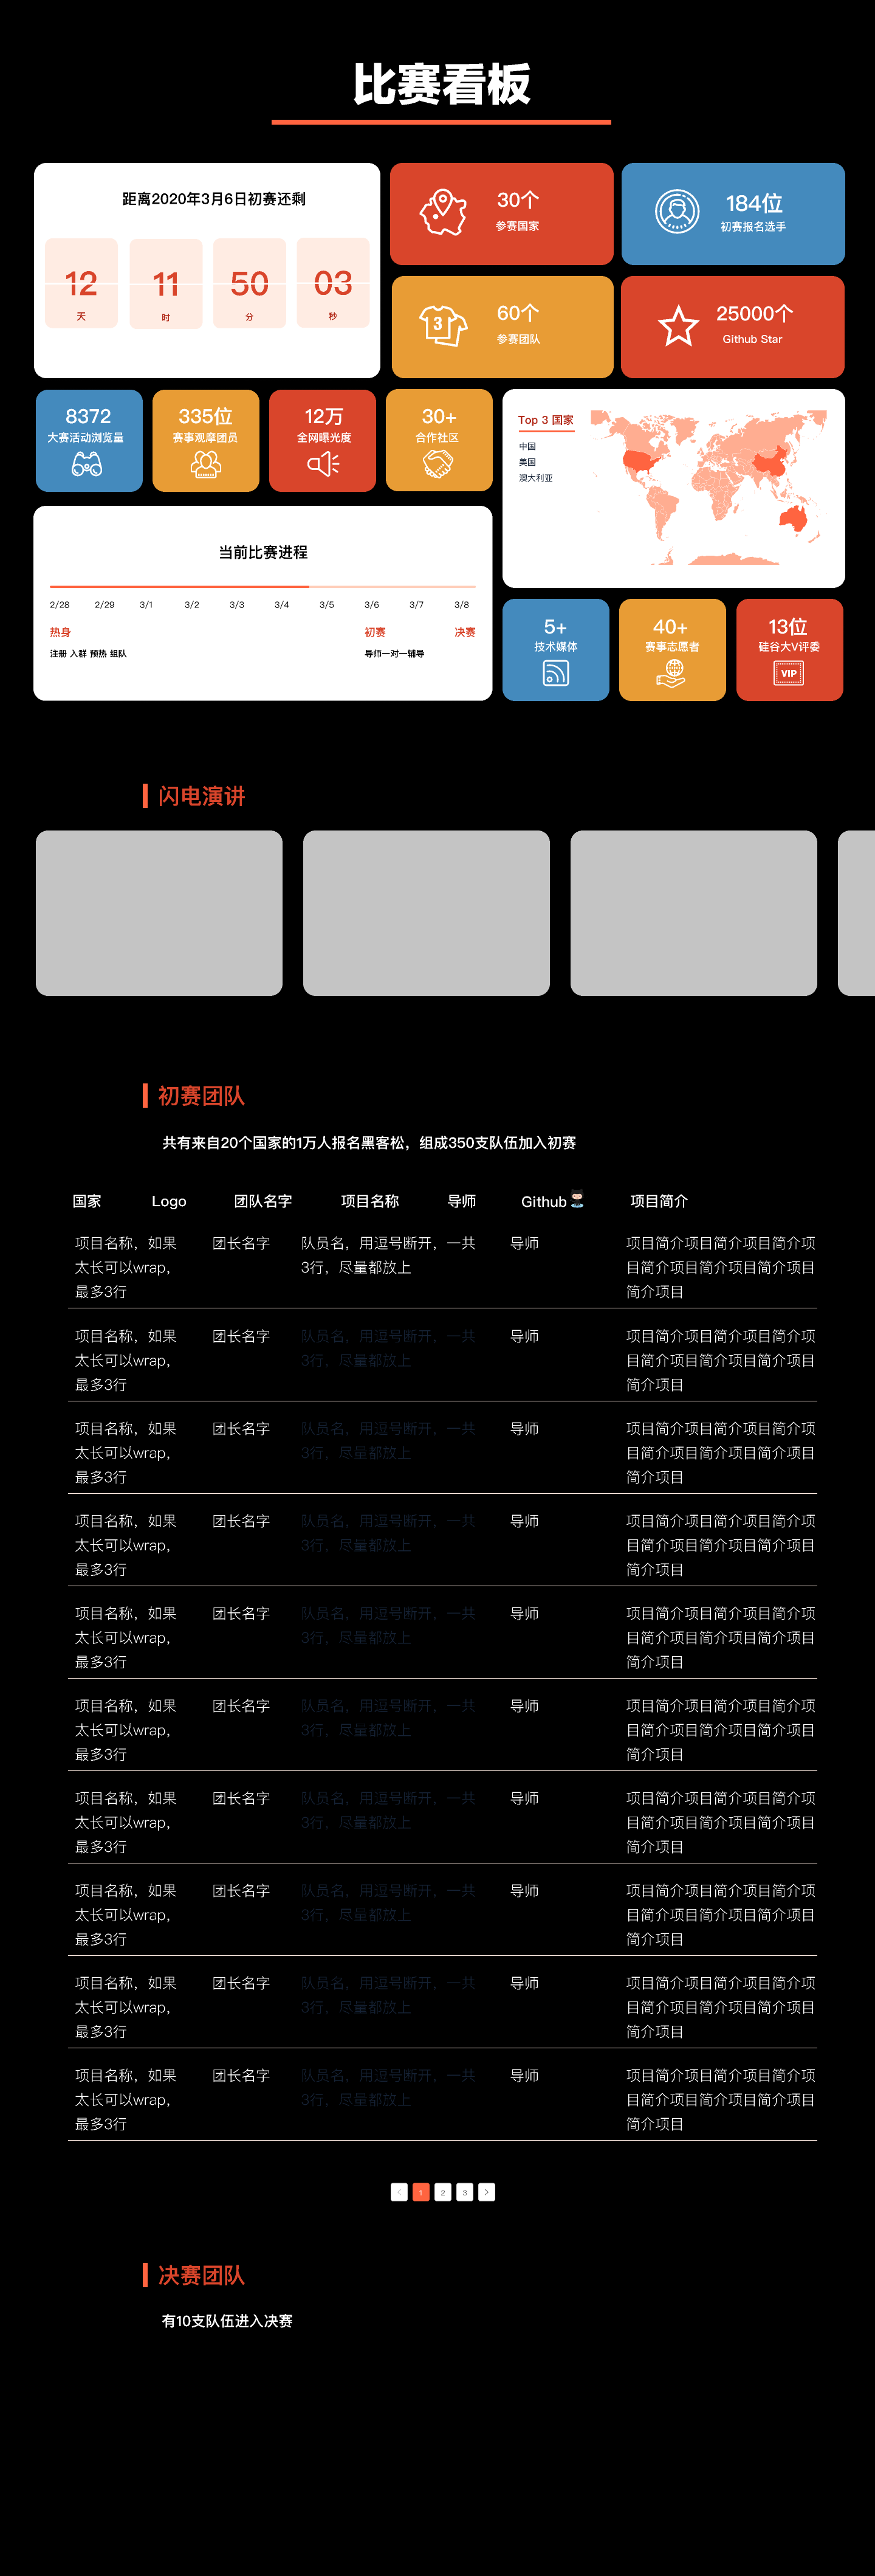 比赛看板
距离2020年3月6日初赛还剩
12
11
50
03
天
时
分
秒
30个
参赛国家
184位
初赛报名选手
3
60个
参赛团队
25000个
Github Star
8372
大赛活动浏览量
335位
赛事观摩团员
12万
全网曝光度
30+
合作社区
Top 3 国家
中国
美国
澳大利亚
当前比赛进程
2/28 2/29 3/1 3/2 3/3 3/4 3/5 3/6 3/7 3/8
热身 初赛 决赛
注册 入群 预热 组队 导师一对一辅导
5+
技术媒体
40+
赛事志愿者
13位
硅谷大V评委
VIP
闪电演讲
初赛团队
共有来自20个国家的1万人报名黑客松，组成350支队伍加入初赛
国家 Logo 团队名字 项目名称 导师 Github 项目简介
项目名称，如果 团长名字 队员名，用逗号断开，一共 导师 项目简介项目简介项目简介项
太长可以wrap， 3行，尽量都放上 目简介项目简介项目简介项目
最多3行 简介项目
项目名称，如果 团长名字 队员名，用逗号断开，一共 导师 项目简介项目简介项目简介项
太长可以wrap， 3行，尽量都放上 目简介项目简介项目简介项目
最多3行 简介项目
项目名称，如果 团长名字 队员名，用逗号断开，一共 导师 项目简介项目简介项目简介项
太长可以wrap， 3行，尽量都放上 目简介项目简介项目简介项目
最多3行 简介项目
项目名称，如果 团长名字 队员名，用逗号断开，一共 导师 项目简介项目简介项目简介项
太长可以wrap， 3行，尽量都放上 目简介项目简介项目简介项目
最多3行 简介项目
项目名称，如果 团长名字 队员名，用逗号断开，一共 导师 项目简介项目简介项目简介项
太长可以wrap， 3行，尽量都放上 目简介项目简介项目简介项目
最多3行 简介项目
项目名称，如果 团长名字 队员名，用逗号断开，一共 导师 项目简介项目简介项目简介项
太长可以wrap， 3行，尽量都放上 目简介项目简介项目简介项目
最多3行 简介项目
项目名称，如果 团长名字 队员名，用逗号断开，一共 导师 项目简介项目简介项目简介项
太长可以wrap， 3行，尽量都放上 目简介项目简介项目简介项目
最多3行 简介项目
项目名称，如果 团长名字 队员名，用逗号断开，一共 导师 项目简介项目简介项目简介项
太长可以wrap， 3行，尽量都放上 目简介项目简介项目简介项目
最多3行 简介项目
项目名称，如果 团长名字 队员名，用逗号断开，一共 导师 项目简介项目简介项目简介项
太长可以wrap， 3行，尽量都放上 目简介项目简介项目简介项目
最多3行 简介项目
项目名称，如果 团长名字 队员名，用逗号断开，一共 导师 项目简介项目简介项目简介项
太长可以wrap， 3行，尽量都放上 目简介项目简介项目简介项目
最多3行 简介项目
< 1 2 3 >
决赛团队
有10支队伍进入决赛